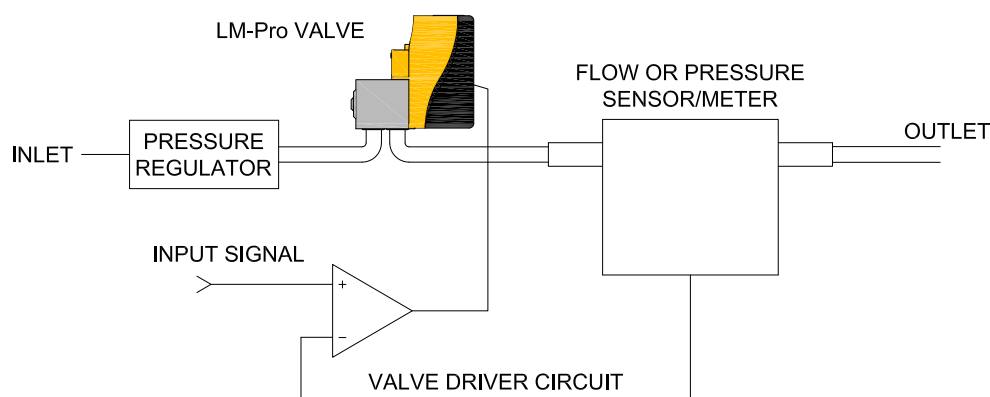 LM-Pro VALVE
FLOW OR PRESSURE
SENSOR/METER
OUTLET
INLET
PRESSURE
REGULATOR
INPUT SIGNAL
+
−
VALVE DRIVER CIRCUIT